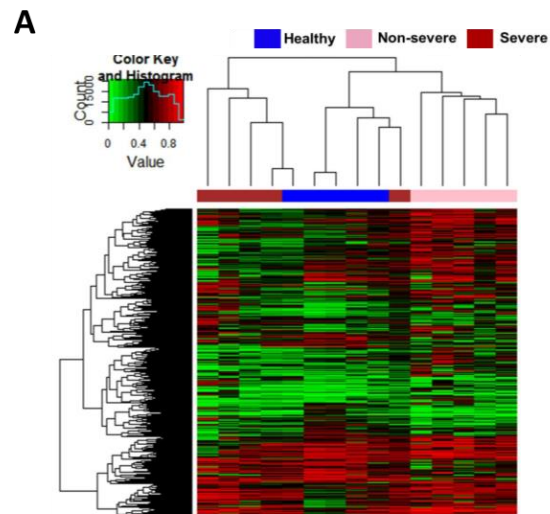 A
Healthy Non-severe Severe
Color Key
and Histogram
Count
0 15000
0 0.4 0.8
Value